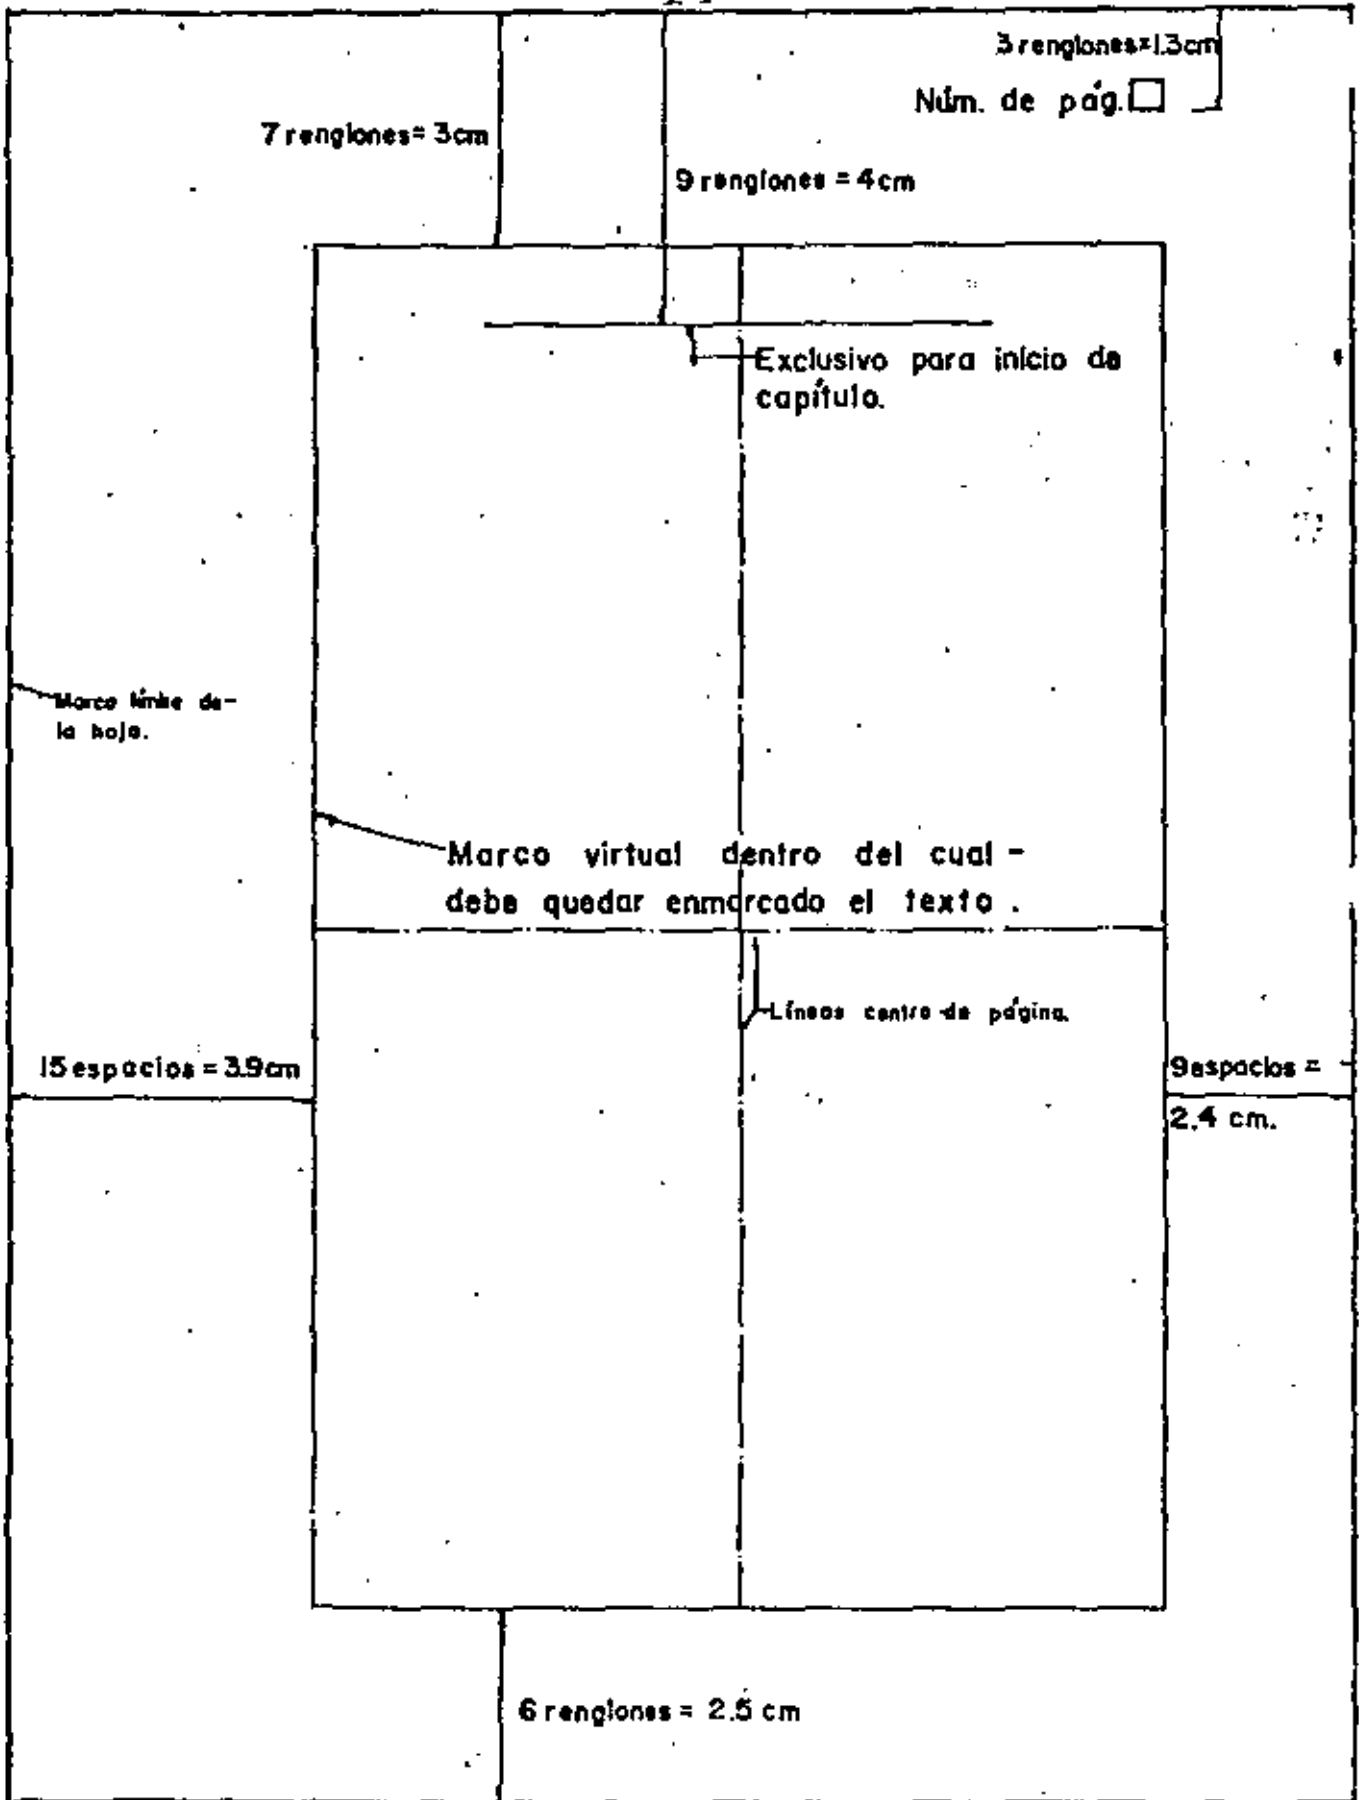 3 renglones=1.3cm
Núm. de pág.
7 renglones= 3cm
9 renglones = 4cm
Exclusivo para início de
capítulo.
Marco límite de-
la hoja.
Marco virtual dentro del cual -
debe quedar enmarcado el texto .
Líneas centro de página.
15 espacios = 3.9cm
9espacios =
2.4 cm.
6 renglones = 2.5 cm